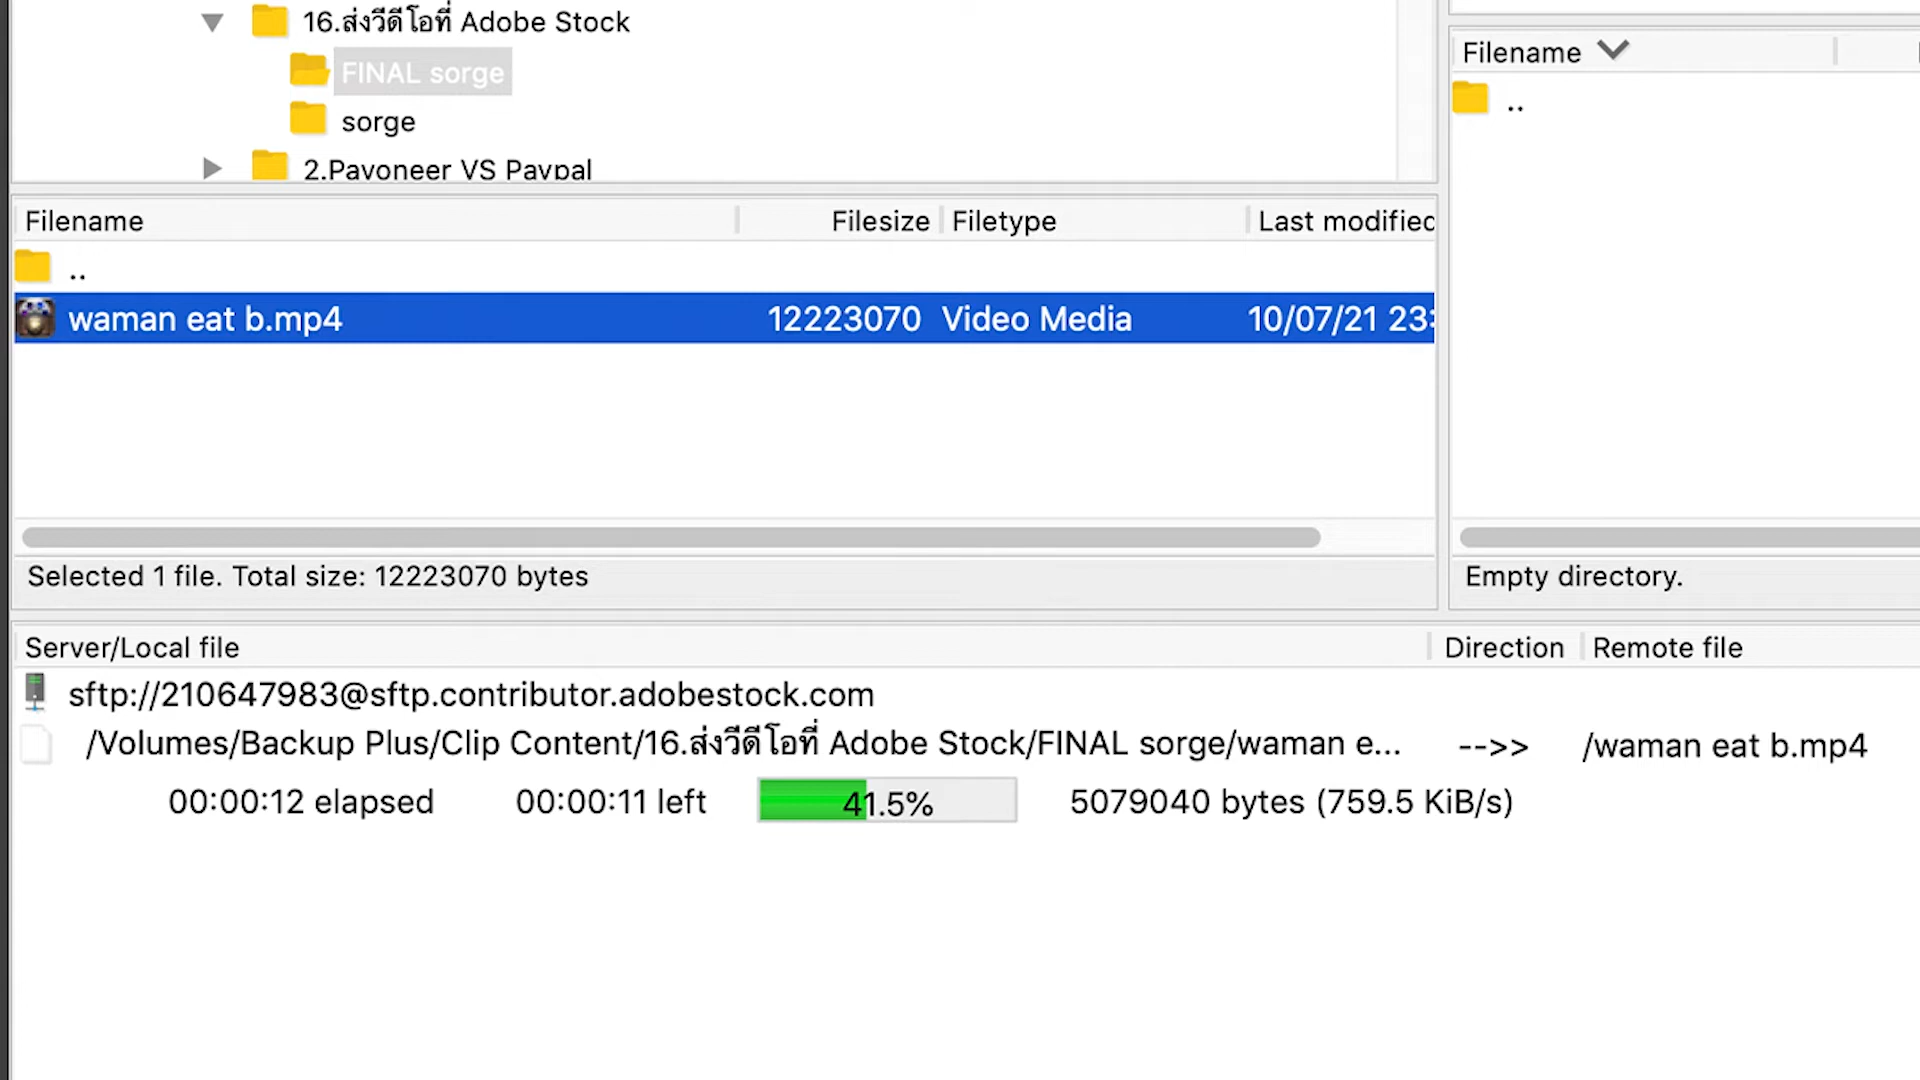 16.ส่งวีดีโอที่ Adobe Stock
FINAL sorge
sorge
2.Payoneer VS Paypal
Filename
..
Filename Filesize Filetype Last modified
..
waman eat b.mp4 12223070 Video Media 10/07/21 23:
Selected 1 file. Total size: 12223070 bytes
Empty directory.
Server/Local file Direction Remote file
sftp://210647983@sftp.contributor.adobestock.com
/Volumes/Backup Plus/Clip Content/16.ส่งวีดีโอที่ Adobe Stock/FINAL sorge/waman e... -->> /waman eat b.mp4
00:00:12 elapsed 00:00:11 left 41.5% 5079040 bytes (759.5 KiB/s)